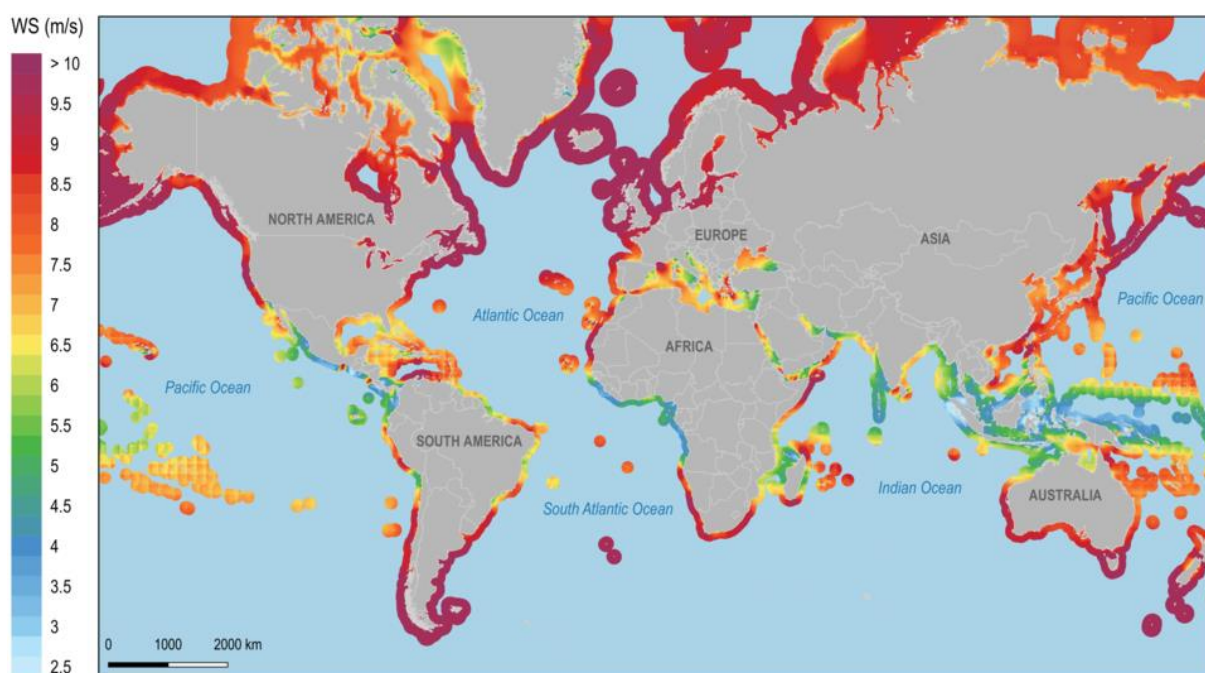 WS (m/s)
> 10
9.5
9
8.5
8
7.5
7
6.5
6
5.5
5
4.5
4
3.5
3
2.5
NORTH AMERICA
EUROPE
ASIA
Atlantic Ocean
Pacific Ocean
AFRICA
Pacific Ocean
SOUTH AMERICA
Indian Ocean
AUSTRALIA
South Atlantic Ocean
0 1000 2000 km